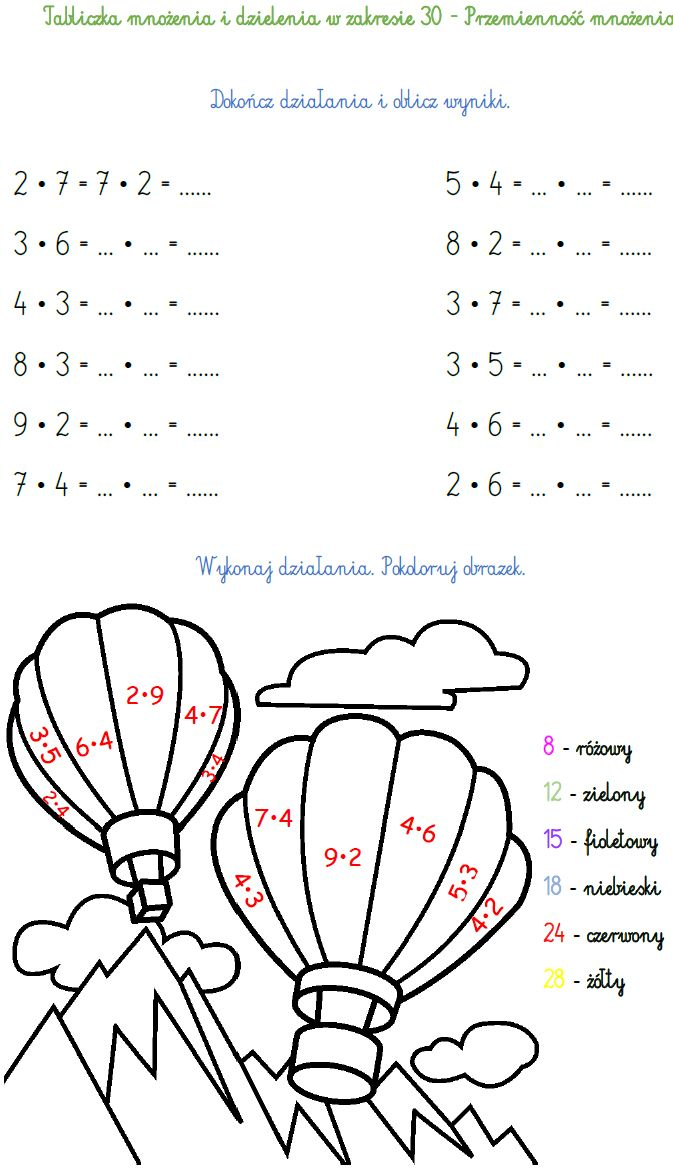 Tabliczka mnożenia i dzielenia w zakresie 30 - Przemienność mnożenia
Dokończ działania i oblicz wyniki.
2 • 7 = 7 • 2 = ......
5 • 4 = ... • ... = ......
3 • 6 = ... • ... = ......
8 • 2 = ... • ... = ......
4 • 3 = ... • ... = ......
3 • 7 = ... • ... = ......
8 • 3 = ... • ... = ......
3 • 5 = ... • ... = ......
9 • 2 = ... • ... = ......
4 • 6 = ... • ... = ......
7 • 4 = ... • ... = ......
2 • 6 = ... • ... = ......
Wykonaj działania. Pokoloruj obrazek.
2•4
3•5
6•4
2•9
4•7
3•4
4•3
7•4
9•2
4•6
5•3
4•2
8 - różowy
12 - zielony
15 - fioletowy
18 - niebieski
24 - czerwony
28 - żółty